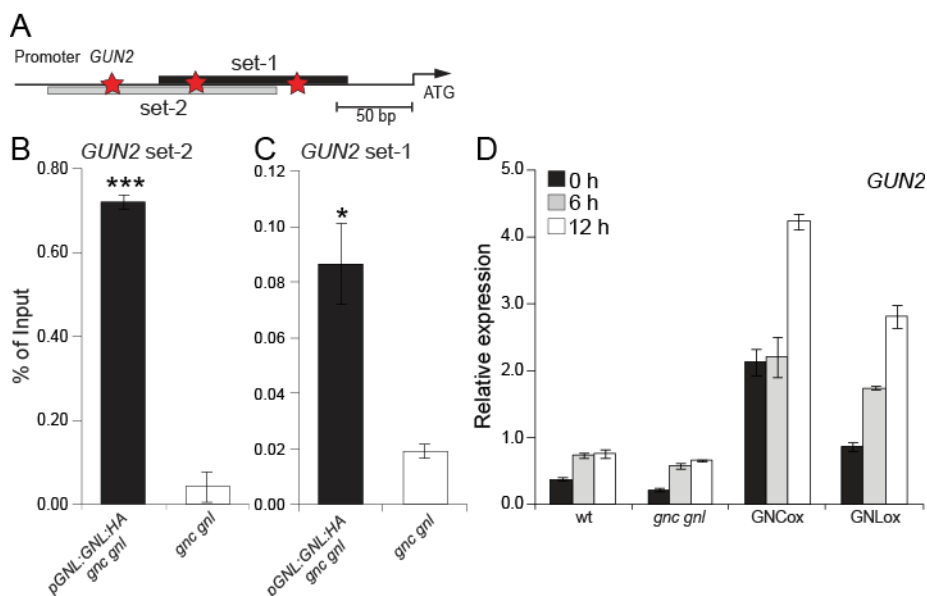 A
Promoter GUN2
set-1
set-2
50 bp
ATG
B
GUN2 set-2
% of Input
0.80
0.60
0.40
0.20
0.00
***
pGNL:GNL:HA
gnc gnl
gnc gnl
C
GUN2 set-1
0.12
0.10
0.08
0.06
0.04
0.02
0.00
*
pGNL:GNL:HA
gnc gnl
gnc gnl
D
GUN2
Relative expression
5.0
4.0
3.0
2.0
1.0
0.0
0 h
6 h
12 h
wt
gnc gnl
GNCox
GNLox